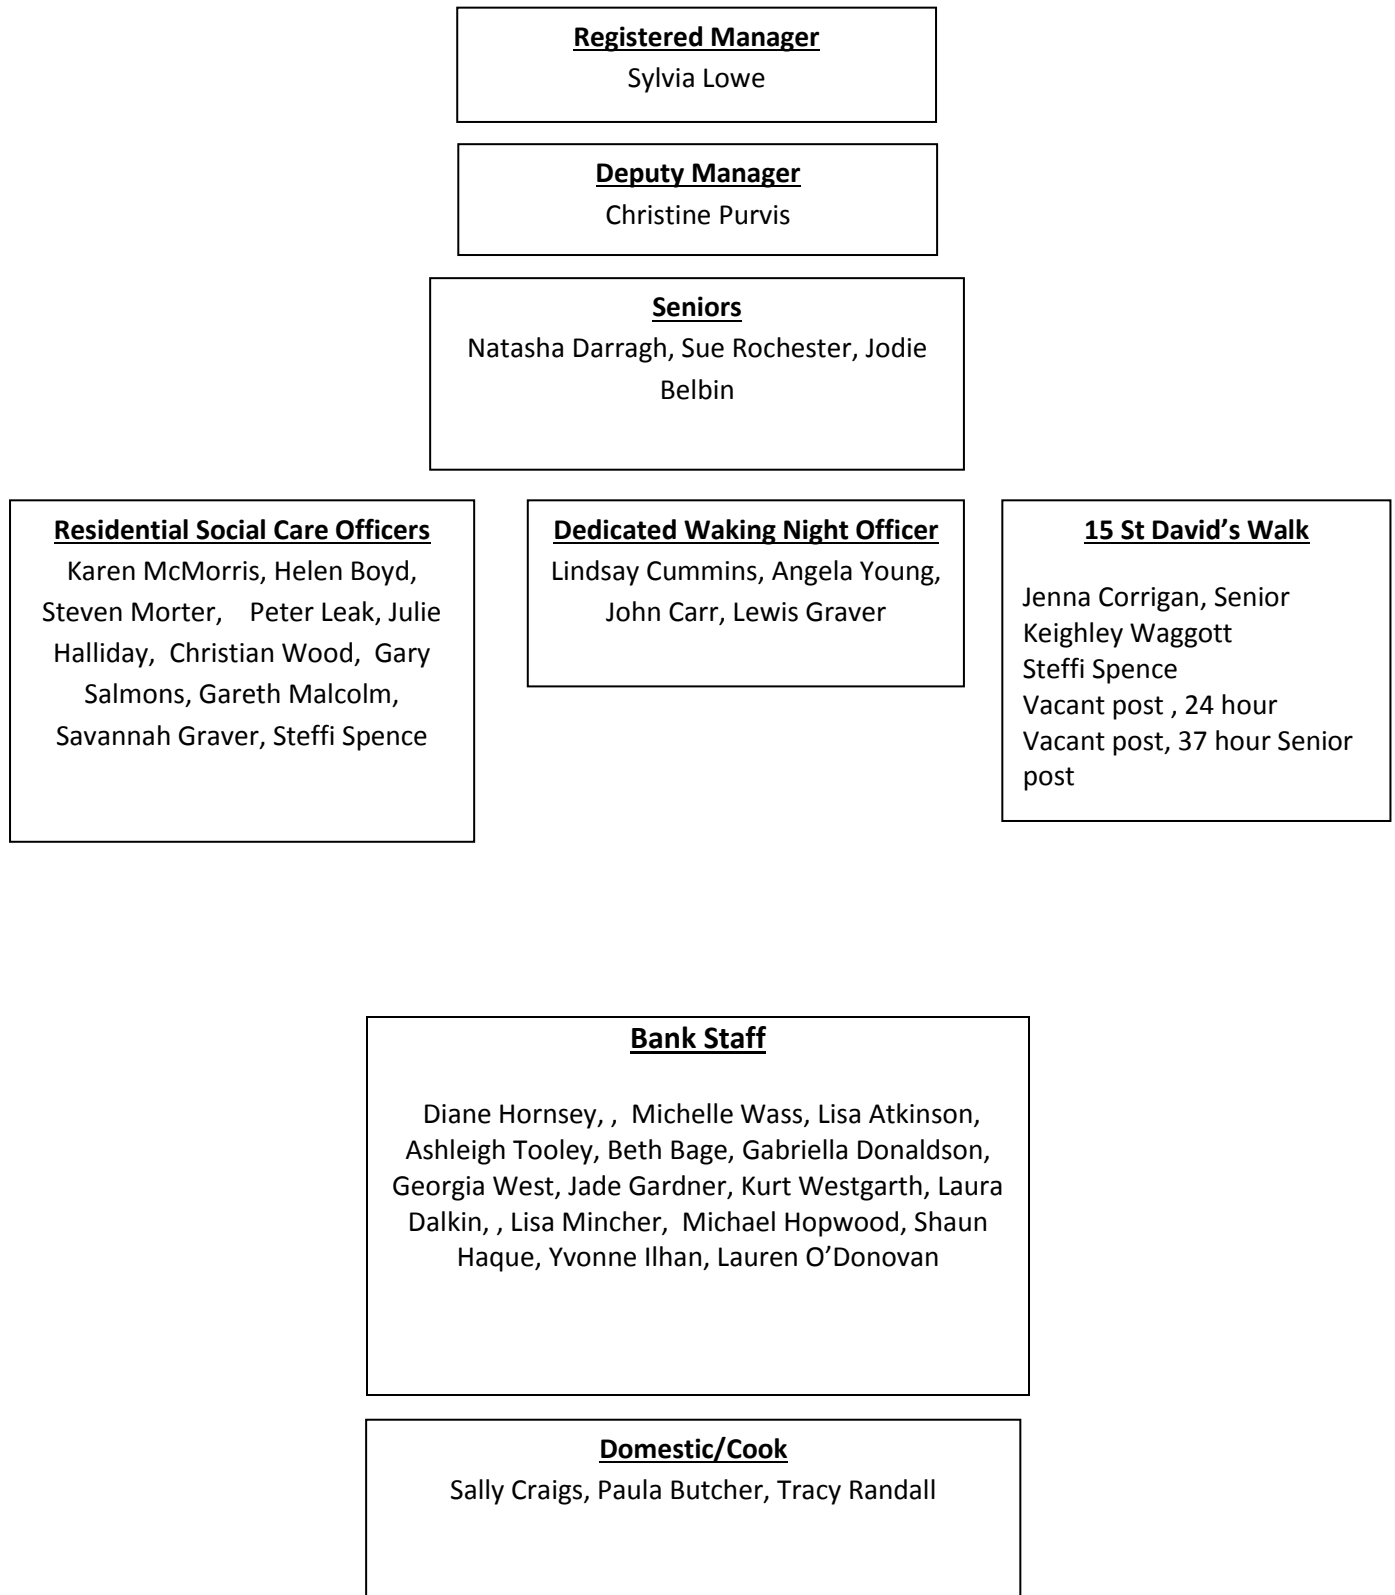 Registered Manager
Sylvia Lowe
Deputy Manager
Christine Purvis
Seniors
Natasha Darragh, Sue Rochester, Jodie
Belbin
Residential Social Care Officers
Karen McMorris, Helen Boyd,
Steven Morter, Peter Leak, Julie
Halliday, Christian Wood, Gary
Salmons, Gareth Malcolm,
Savannah Graver, Steffi Spence
Dedicated Waking Night Officer
Lindsay Cummins, Angela Young,
John Carr, Lewis Graver
15 St David’s Walk
Jenna Corrigan, Senior
Keighley Waggott
Steffi Spence
Vacant post , 24 hour
Vacant post, 37 hour Senior
post
Bank Staff
Diane Hornsey, , Michelle Wass, Lisa Atkinson,
Ashleigh Tooley, Beth Bage, Gabriella Donaldson,
Georgia West, Jade Gardner, Kurt Westgarth, Laura
Dalkin, , Lisa Mincher, Michael Hopwood, Shaun
Haque, Yvonne Ilhan, Lauren O’Donovan
Domestic/Cook
Sally Craigs, Paula Butcher, Tracy Randall